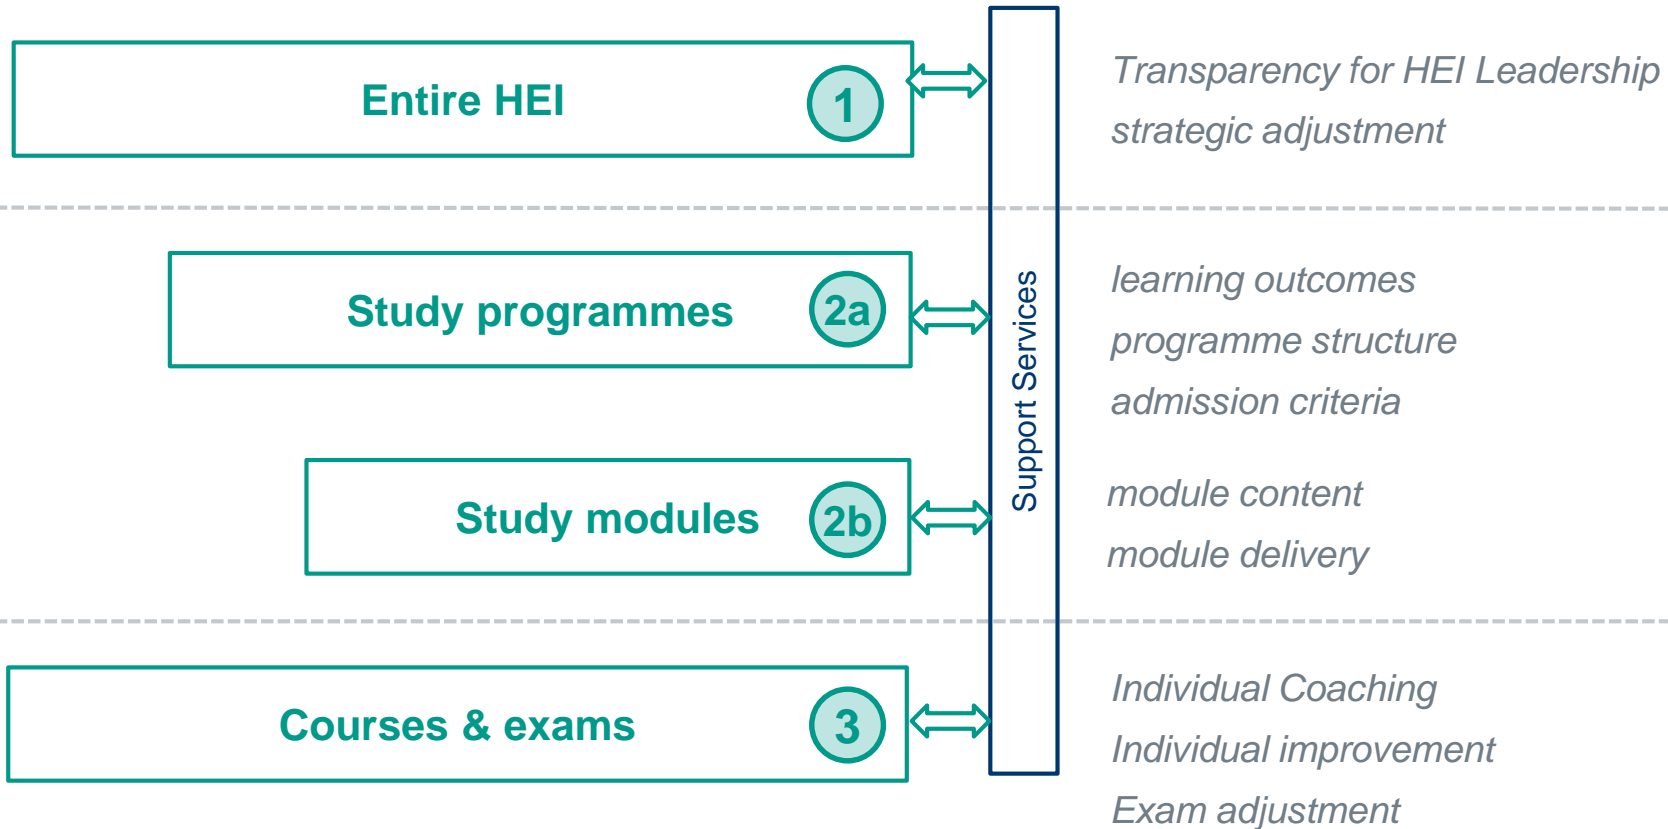 Entire HEI
1
Transparency for HEI Leadership
strategic adjustment
Study programmes
2a
learning outcomes
programme structure
admission criteria
Support Services
Study modules
2b
module content
module delivery
Courses & exams
3
Individual Coaching
Individual improvement
Exam adjustment